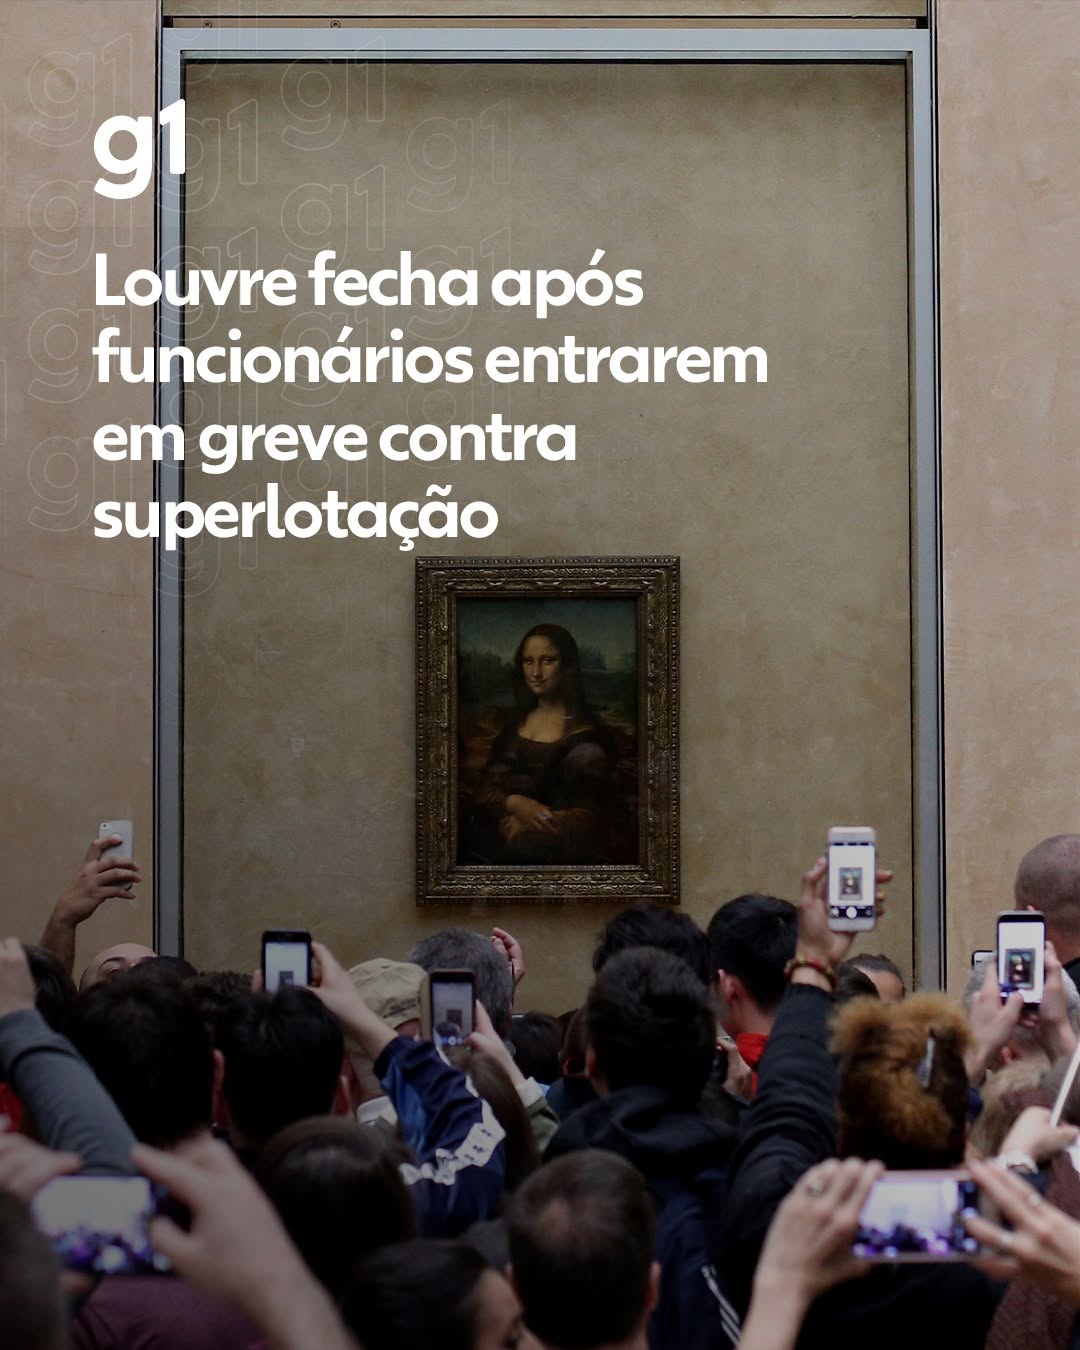 g1
Louvre fecha após
funcionários entrarem
em greve contra
superlotação